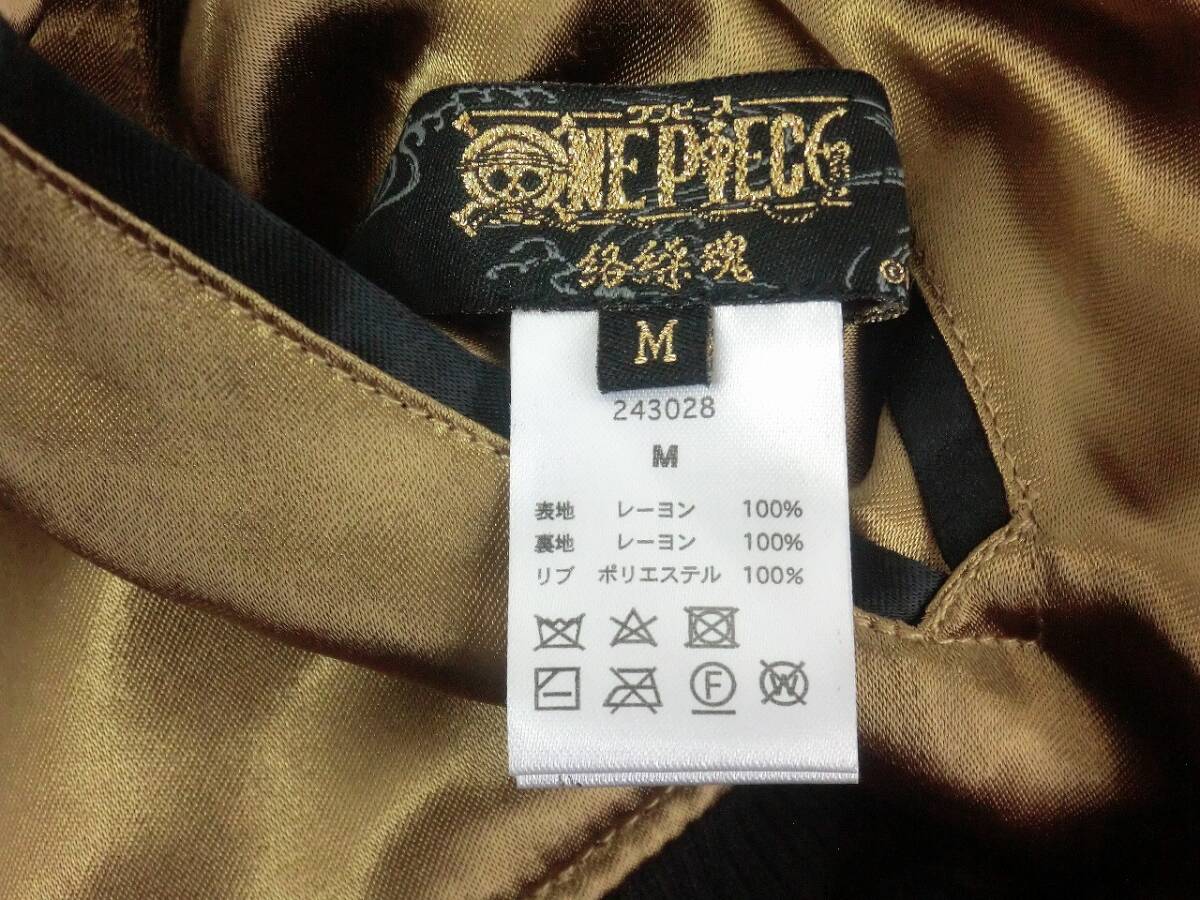 ワンピース
ONE PIECE
絡繰魂
M
243028
M
表地 レーヨン 100%
裏地 レーヨン 100%
リブ ポリエステル 100%
F
W